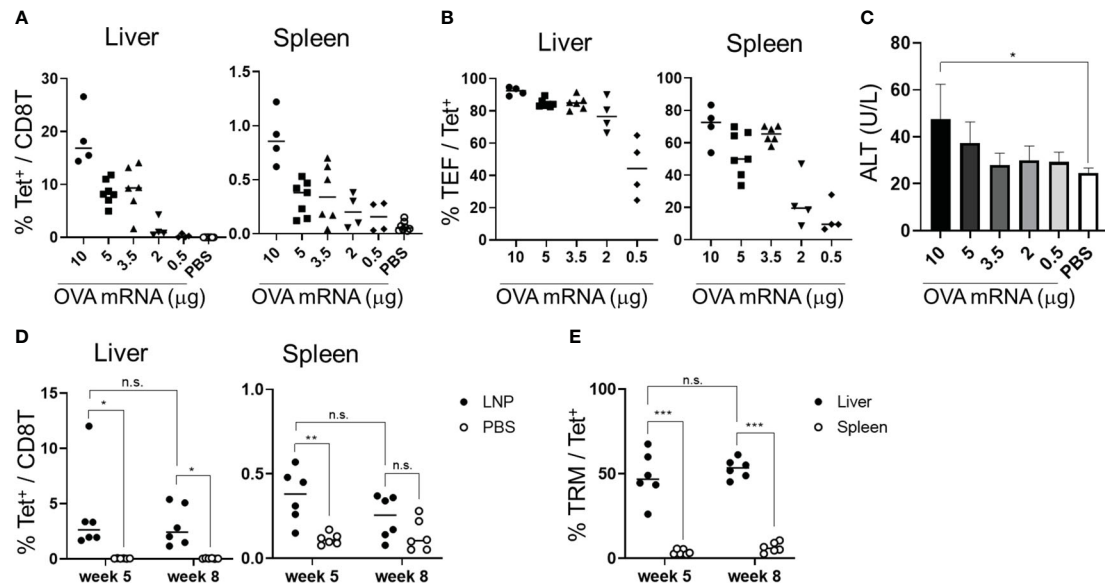 A
Liver
Spleen
% Tet+ / CD8T
30
20
10
0
10
5
3.5
2
0.5
PBS
OVA mRNA (μg)
1.5
1.0
0.5
0.0
10
5
3.5
2
0.5
PBS
OVA mRNA (μg)
B
Liver
Spleen
% TEF / Tet+
100
80
60
40
20
0
10
5
3.5
2
0.5
OVA mRNA (μg)
100
80
60
40
20
0
10
5
3.5
2
0.5
OVA mRNA (μg)
C
ALT (U/L)
80
60
40
20
0
*
10
5
3.5
2
0.5
PBS
OVA mRNA (μg)
D
Liver
Spleen
% Tet+ / CD8T
15
10
5
0
n.s.
*
*
week 5
week 8
1.0
0.5
0.0
n.s.
**
n.s.
week 5
week 8
LNP
PBS
E
% TRM / Tet+
100
50
0
n.s.
***
***
week 5
week 8
Liver
Spleen